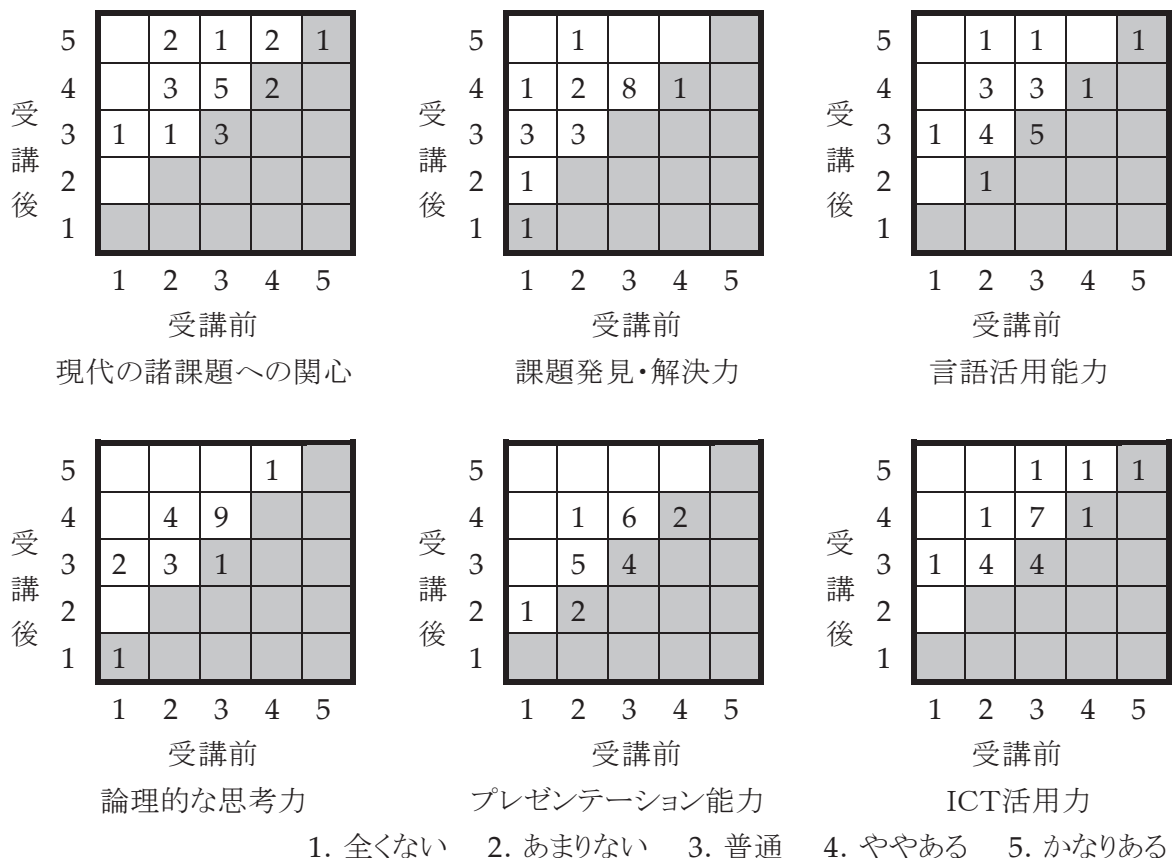 5 2 1 2 1
4 3 5 2
3 1 1 3
2
1
1 2 3 4 5
受講後
受講前
現代の諸課題への関心
5 1
4 1 2 8 1
3 3 3
2 1
1 1
1 2 3 4 5
受講後
受講前
課題発見・解決力
5 1 1 1
4 3 3 1
3 1 4 5
2 1
1
1 2 3 4 5
受講前
言語活用能力
受講後
5 1
4 4 9
3 2 3 1
2
1 1
1 2 3 4 5
受講後
受講前
論理的な思考力
5
4 1 6 2
3 5 4
2 1 2
1
1 2 3 4 5
受講後
受講前
プレゼンテーション能力
5 1 1 1
4 1 7 1
3 1 4 4
2
1
1 2 3 4 5
受講後
受講前
ICT活用力
1. 全くない 2. あまりない 3. 普通 4. ややある 5. かなりある